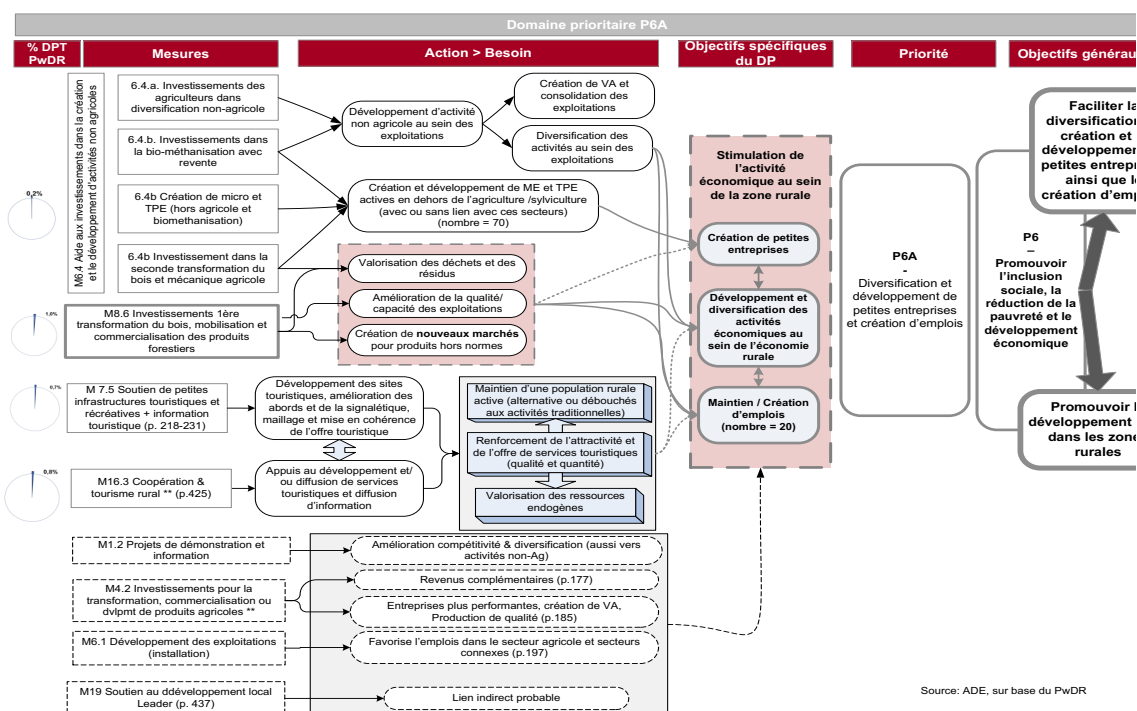 Domaine prioritaire P6A
% DPT
PwDR
Mesures
Action > Besoin
Objectifs spécifiques
du DP
Priorité
Objectifs généraux
M6.4 Aide aux investissements dans la création
et le développement d'activités non agricoles
6.4.a. Investissements des
agriculteurs dans
diversification non-agricole
6.4.b. Investissements dans
la bio-méthanisation avec
revente
6.4b Création de micro et
TPE (hors agricole et
biomethanisation)
6.4b Investissement dans la
seconde transformation du
bois et mécanique agricole
0,2%
Développement d'activité
non agricole au sein des
exploitations
Création de VA et
consolidation des
exploitations
Diversification des
activités au sein des
exploitations
Création et développement de ME et TPE
actives en dehors de l'agriculture /sylviculture
(avec ou sans lien avec ces secteurs)
(nombre = 70)
1,0%
M8.6 Investissements 1ère
transformation du bois, mobilisation et
commercialisation des produits
forestiers
Valorisation des déchets et des
résidus
Amélioration de la qualité/
capacité des exploitations
Création de nouveaux marchés
pour produits hors normes
0,7%
M 7.5 Soutien de petites
infrastructures touristiques et
récréatives + information
touristique (p. 218-231)
Développement des sites
touristiques, amélioration des
abords et de la signalétique,
maillage et mise en cohérence
de l'offre touristique
0,8%
M16.3 Coopération &
tourisme rural ** (p.425)
Appuis au développement et/
ou diffusion de services
touristiques et diffusion
d'information
Maintien d'une population rurale
active (alternative ou débouchés
aux activités traditionnelles)
Renforcement de l'attractivité et
de l'offre de services touristiques
(qualité et quantité)
Valorisation des ressources
endogènes
M1.2 Projets de démonstration et
information
Amélioration compétitivité & diversification (aussi vers
activités non-Ag)
M4.2 Investissements pour la
transformation, commercialisation ou
dvlpmt de produits agricoles **
Revenus complémentaires (p.177)
Entreprises plus performantes, création de VA,
Production de qualité (p.185)
M6.1 Développement des exploitations
(installation)
Favorise l'emplois dans le secteur agricole et secteurs
connexes (p.197)
M19 Soutien au ddéveloppement local
Leader (p. 437)
Lien indirect probable
Stimulation de
l'activité
économique au sein
de la zone rurale
Création de petites
entreprises
Développement et
diversification des
activités
économiques au
sein de l'économie
rurale
Maintien / Création
d'emplois
(nombre = 20)
P6A
-
Diversification et
développement de
petites entreprises
et création d'emplois
P6
–
Promouvoir
l'inclusion
sociale, la
réduction de la
pauvreté et le
développement
économique
Faciliter la
diversification
création et
développemen
petites entrepr
ainsi que l
création d'emp
Promouvoir l
développement
dans les zone
rurales
Source: ADE, sur base du PwDR